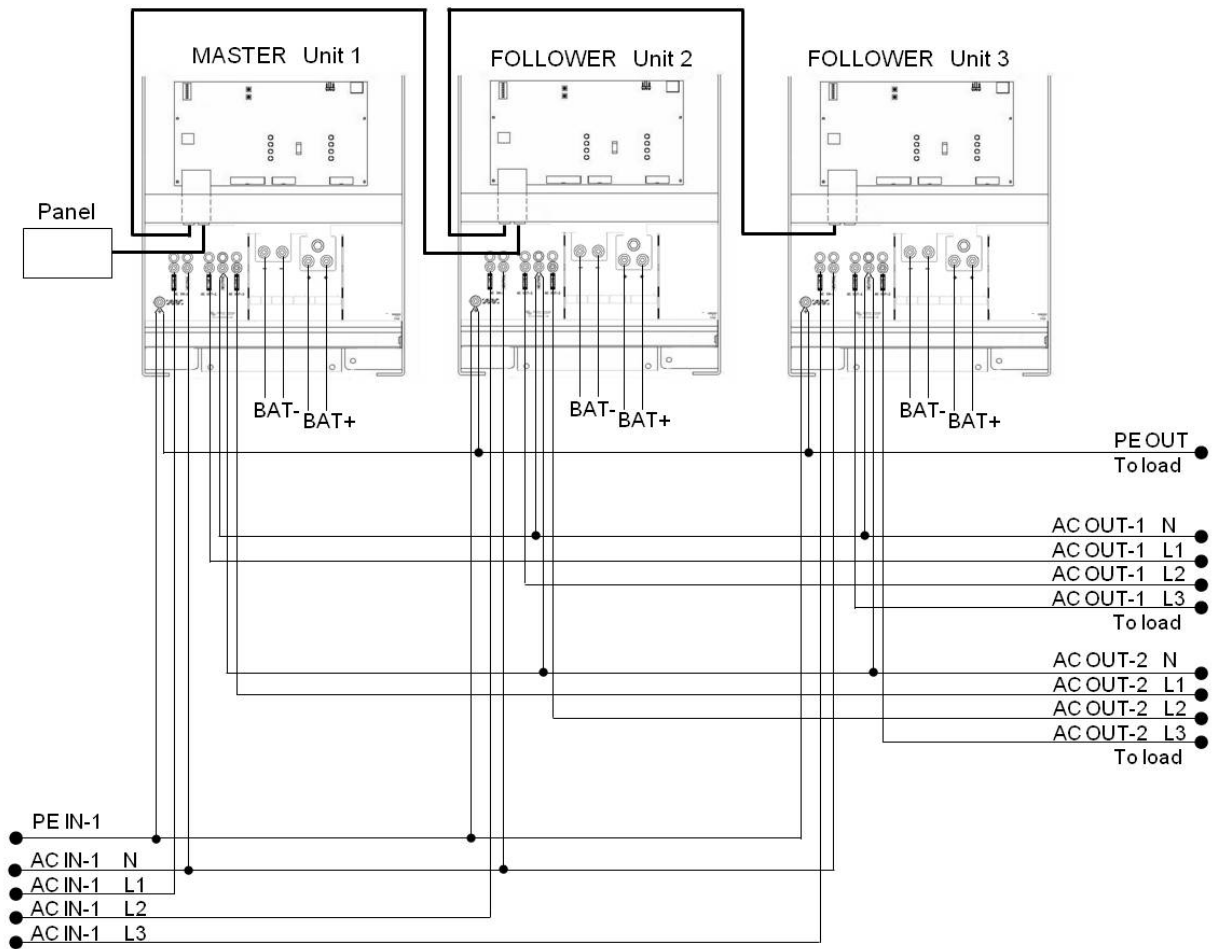 MASTER Unit 1
FOLLOWER Unit 2
FOLLOWER Unit 3
Panel
BAT-
BAT+
BAT-
BAT+
BAT-
BAT+
PE OUT
To load
AC OUT-1 N
AC OUT-1 L1
AC OUT-1 L2
AC OUT-1 L3
To load
AC OUT-2 N
AC OUT-2 L1
AC OUT-2 L2
AC OUT-2 L3
To load
PE IN-1
AC IN-1 N
AC IN-1 L1
AC IN-1 L2
AC IN-1 L3